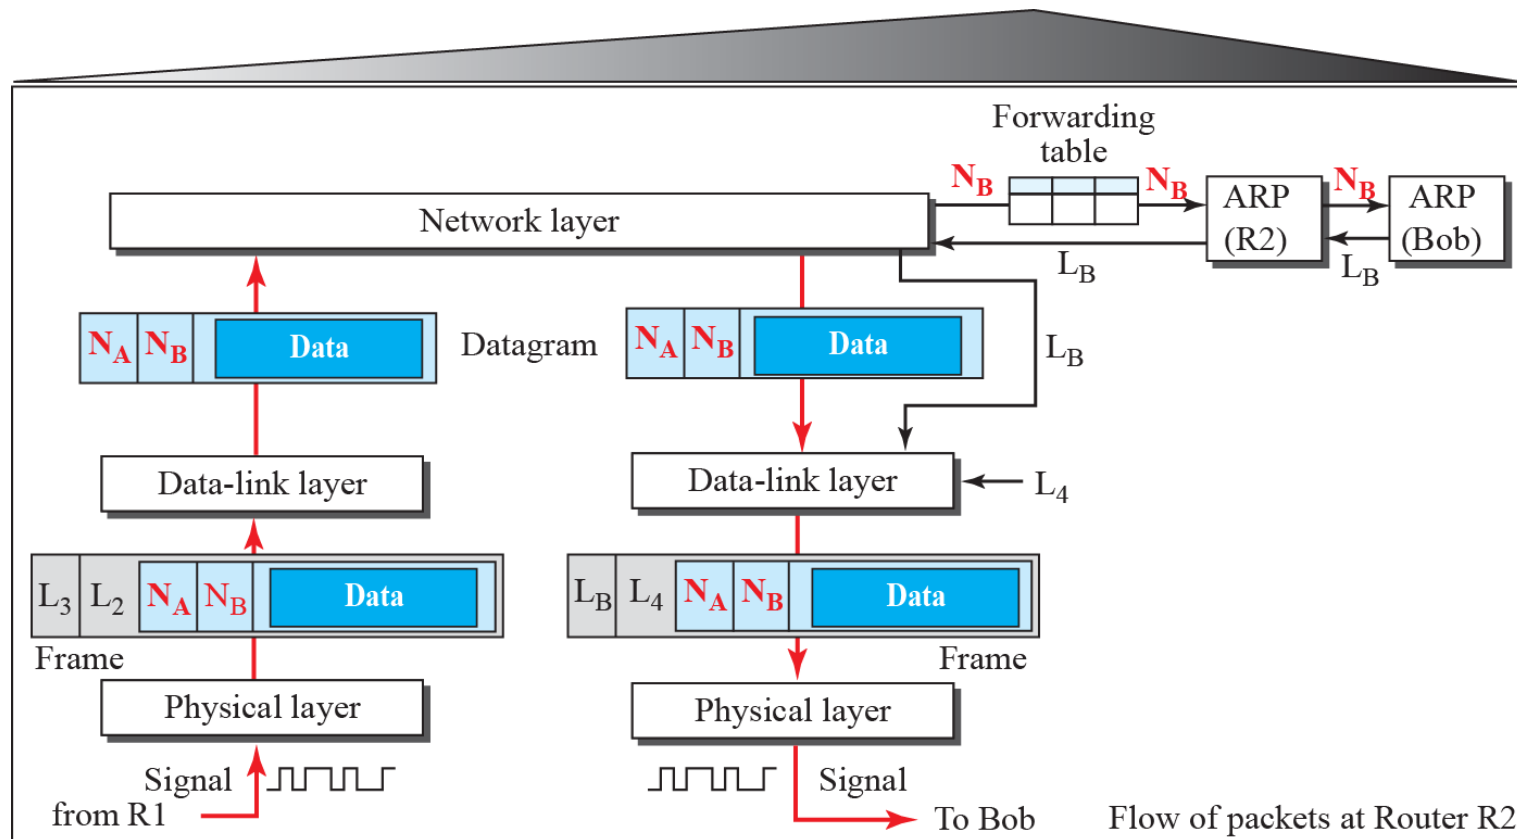 Forwarding
table
N_B N_B N_B
Network layer
ARP
(R2)
ARP
(Bob)
L_B L_B
N_A N_B Data
Datagram
N_A N_B Data
L_B
Data-link layer
Data-link layer
L_4
L_3 L_2 N_A N_B Data
L_B L_4 N_A N_B Data
Frame
Frame
Physical layer
Physical layer
Signal
Signal
from R1
To Bob
Flow of packets at Router R2